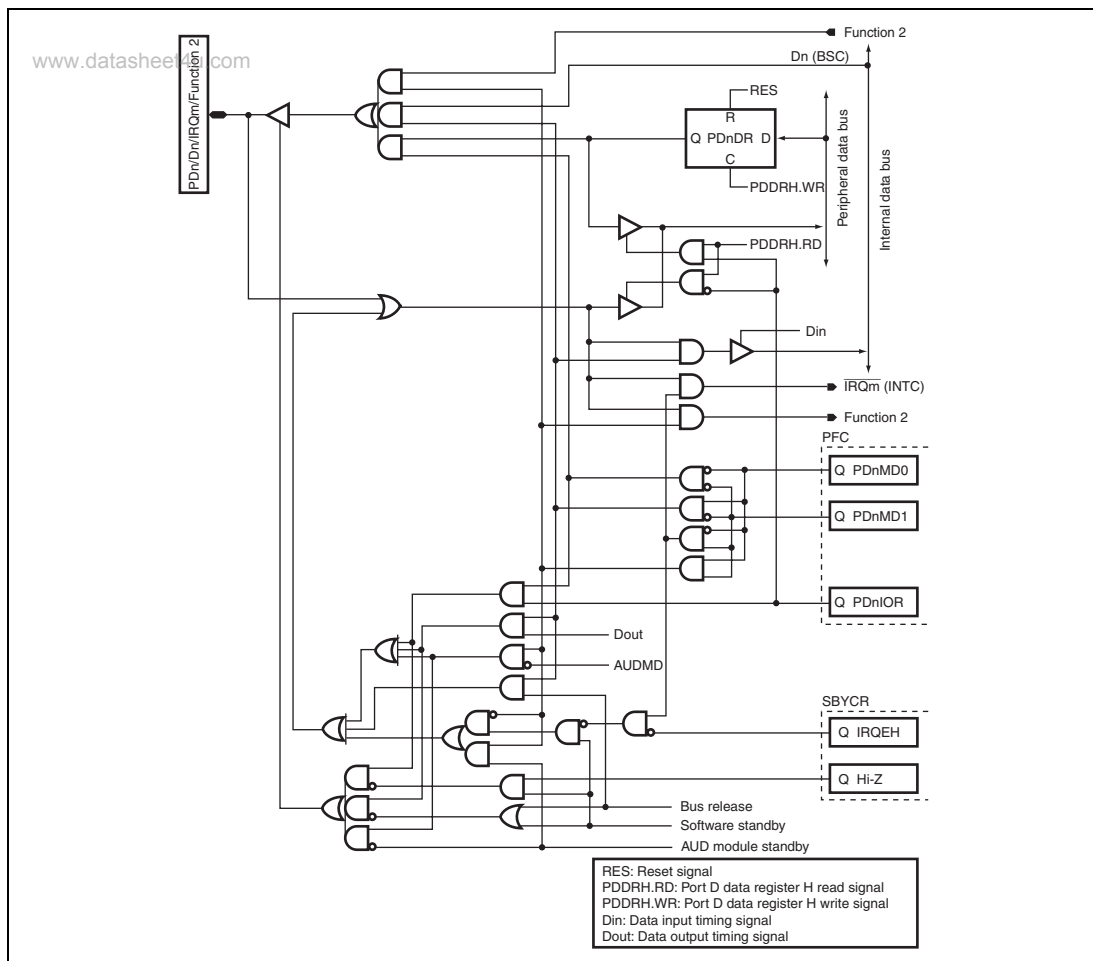 www.datasheet4u.com
PDn/Dn/IRQm/Function 2
Function 2
Dn (BSC)
RES
R
Q PDnDR D
C
PDDRH.WR
Peripheral data bus
Internal data bus
PDDRH.RD
Din
IRQm (INTC)
Function 2
PFC
Q PDnMD0
Q PDnMD1
Q PDnIOR
Dout
AUDMD
SBYCR
Q IRQEH
Q Hi-Z
Bus release
Software standby
AUD module standby
RES: Reset signal
PDDRH.RD: Port D data register H read signal
PDDRH.WR: Port D data register H write signal
Din: Data input timing signal
Dout: Data output timing signal